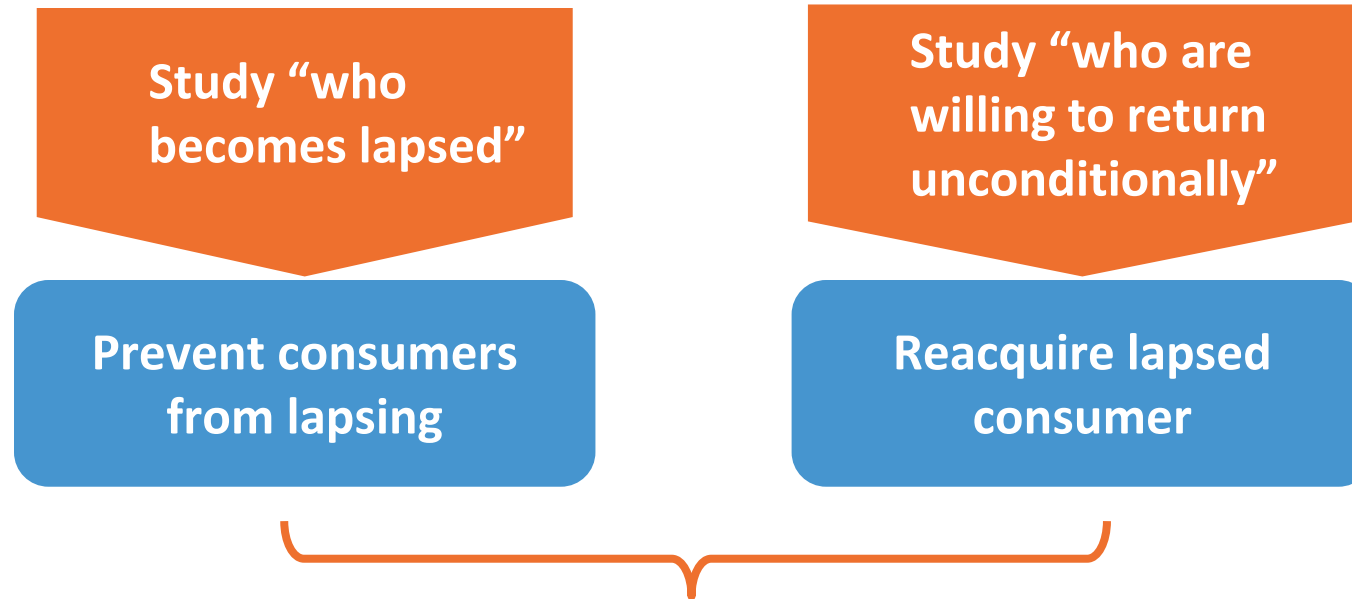 Study “who
becomes lapsed”
Study “who are
willing to return
unconditionally”
Prevent consumers
from lapsing
Reacquire lapsed
consumer